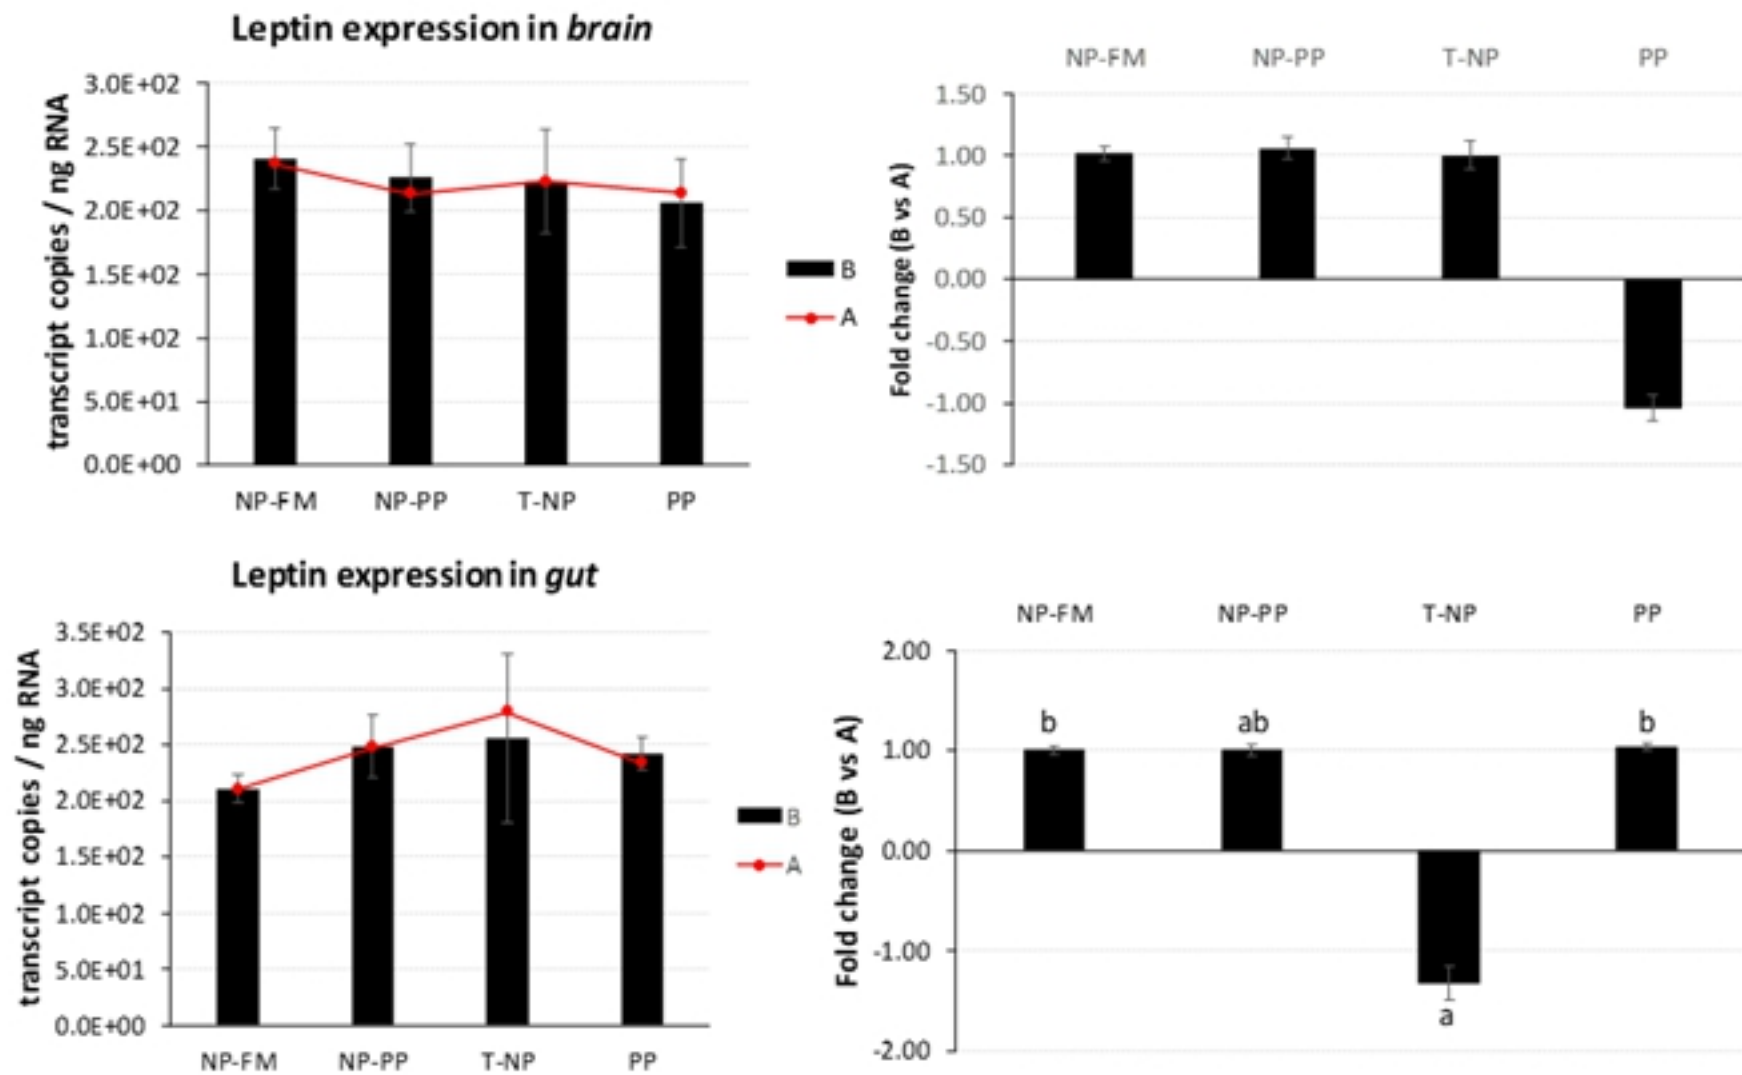 Leptin expression in brain
transcript copies / ng RNA
3.0E+02
2.5E+02
2.0E+02
1.5E+02
1.0E+02
5.0E+01
0.0E+00
NP-FM NP-PP T-NP PP
B
A
NP-FM NP-PP T-NP PP
Fold change (B vs A)
1.50
1.00
0.50
0.00
-0.50
-1.00
-1.50
Leptin expression in gut
transcript copies / ng RNA
3.5E+02
3.0E+02
2.5E+02
2.0E+02
1.5E+02
1.0E+02
5.0E+01
0.0E+00
NP-FM NP-PP T-NP PP
B
A
NP-FM NP-PP T-NP PP
Fold change (B vs A)
2.00
1.00
0.00
-1.00
-2.00
b ab b
a